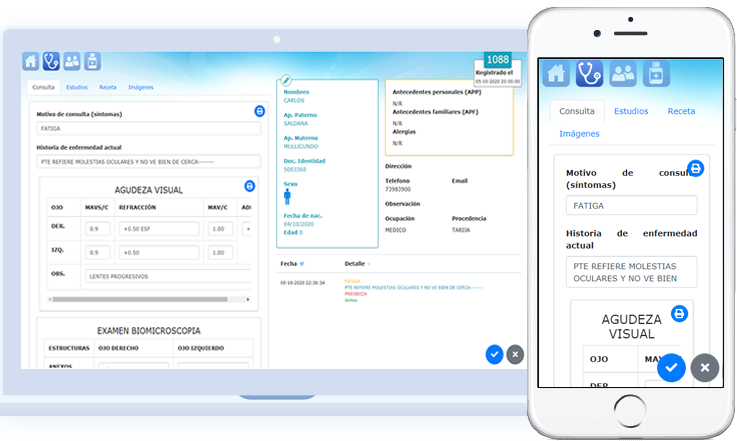 1088
Registrado el
05-10-2020 20:00:00
Consulta Estudios Receta Imágenes
Motivo de consulta (síntomas)
FATIGA
Historia de enfermedad actual
PTE REFIERE MOLESTIAS OCULARES Y NO VE BIEN DE CERCA-------
AGUDEZA VISUAL
OJO MAVS/C REFRACCIÓN MAV/C
DER. 0.9 +0.50 ESF 1.00 +
IZQ. 0.9 +0.50 1.00
OBS. LENTES PROGRESIVOS
EXAMEN BIOMICROSCOPIA
ESTRUCTURAS OJO DERECHO OJO IZQUIERDO
ANEXOS
Nombres
CARLOS
Ap. Paterno
SALDANA
Ap. Materno
MULLICUNDO
Doc. Identidad
5083368
Sexo
Fecha de nac.
04/10/2020
Edad 0
Antecedentes personales (APP)
N/R
Antecedentes familiares (APF)
N/R
Alergias
N/R
Dirección
Telefono Email
73983900
Observación
Ocupación Procedencia
MEDICO TARIJA
Fecha Detalle
05-10-2020 22:36:34 FATIGA
PTE REFIERE MOLESTIAS OCULARES Y NO VE BIEN DE CERCA-------
PRESBICIA
lentes
Consulta Estudios Receta
Imágenes
Motivo de
(síntomas)
FATIGA
Historia de enfermedad
actual
PTE REFIERE MOLESTIAS
OCULARES Y NO VE BIEN
AGUDEZA
VISUAL
OJO
DER